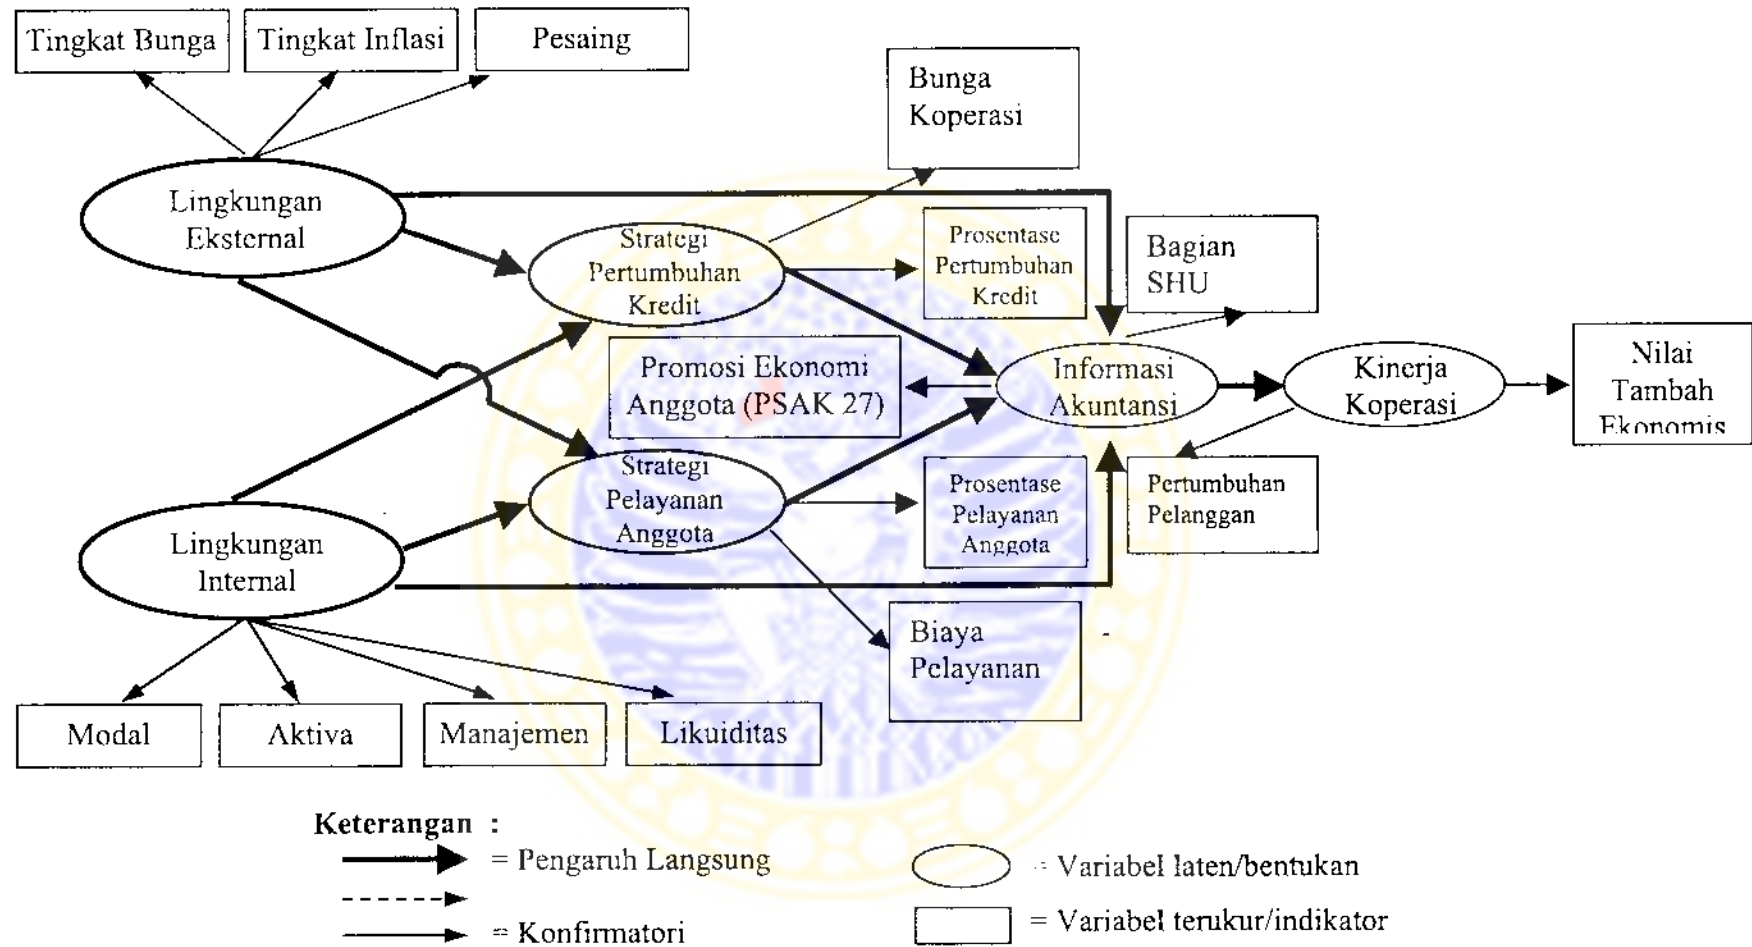 Tingkat Bunga
Tingkat Inflasi
Pesaing
Bunga
Koperasi
Lingkungan
Eksternal
Strategi
Pertumbuhan
Kredit
Prosentase
Pertumbuhan
Kredit
Bagian
SHU
Promosi Ekonomi
Anggota (PSAK 27)
Informasi
Akuntansi
Kinerja
Koperasi
Nilai
Tambah
Ekonomis
Strategi
Pelayanan
Anggota
Prosentase
Pelayanan
Anggota
Pertumbuhan
Pelanggan
Lingkungan
Internal
Biaya
Pelayanan
Modal
Aktiva
Manajemen
Likuiditas
Keterangan :
= Pengaruh Langsung
= Variabel laten/bentukan
= Konfirmatori
= Variabel terukur/indikator